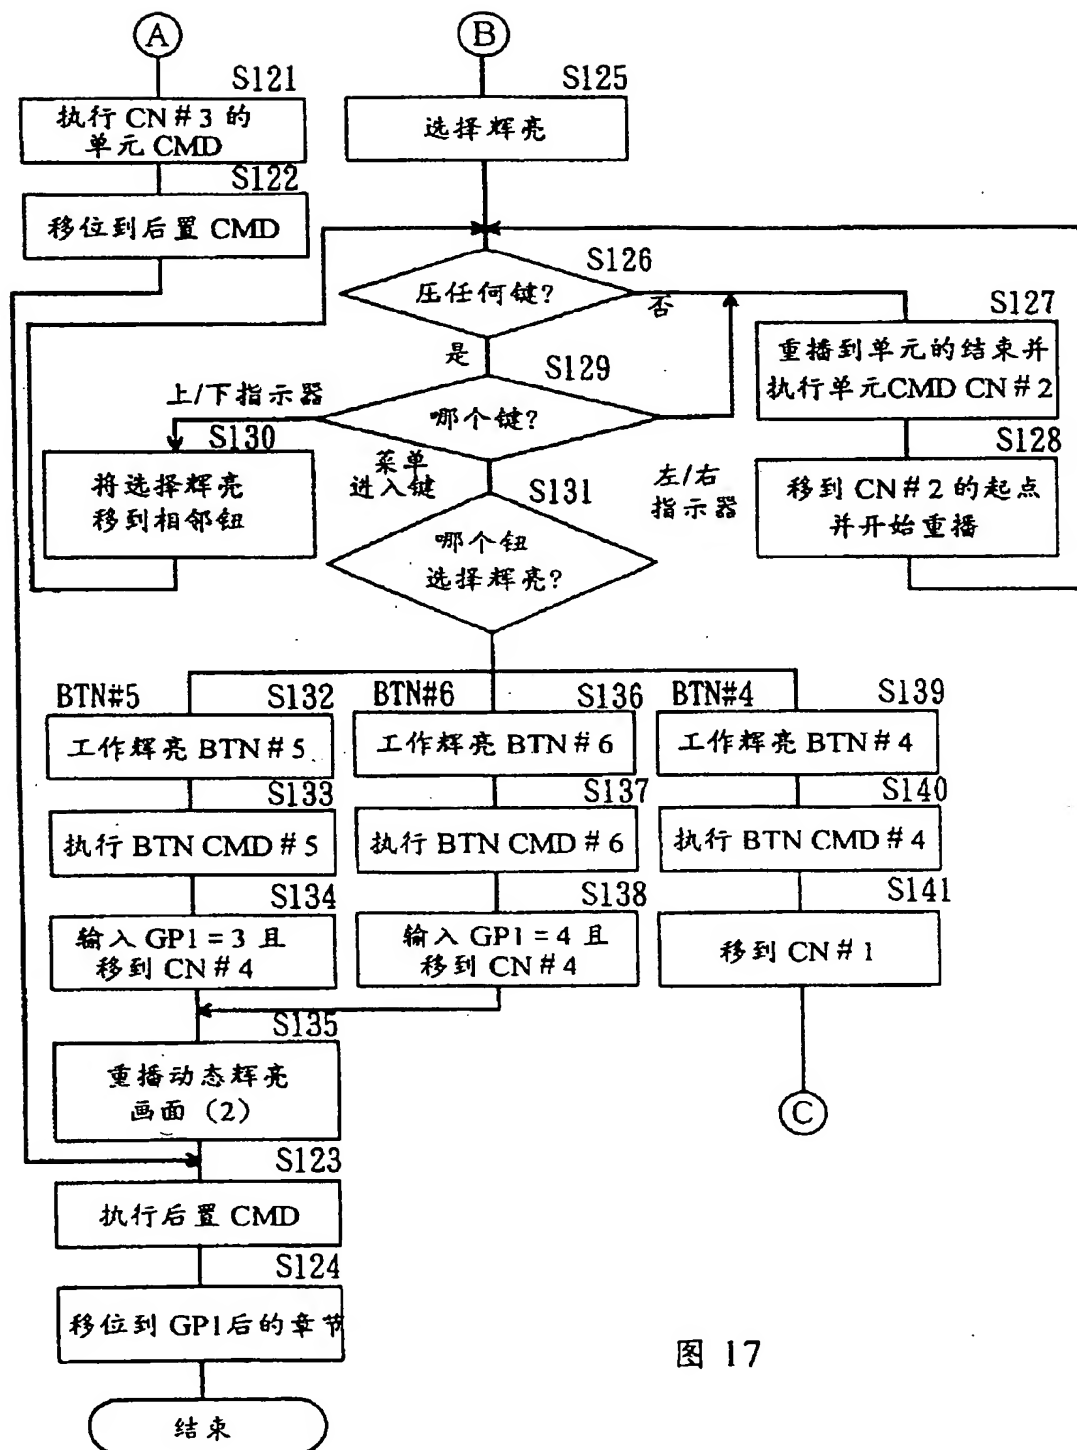 A
B
S121
执行 CN#3 的
单元 CMD
S122
移位到后置 CMD
S125
选择辉亮
S126
压任何键?
否
是
S127
重播到单元的结束并
执行单元CMD CN#2
S128
移到 CN#2 的起点
并开始重播
S129
哪个键?
上/下指示器
S130
将选择辉亮
移到相邻钮
菜单
进入键
左/右
指示器
S131
哪个钮
选择辉亮?
BTN#5
S132
工作辉亮 BTN#5
S133
执行 BTN CMD#5
S134
输入 GP1=3 且
移到 CN#4
BTN#6
S136
工作辉亮 BTN#6
S137
执行 BTN CMD#6
S138
输入 GP1=4 且
移到 CN#4
BTN#4
S139
工作辉亮 BTN#4
S140
执行 BTN CMD#4
S141
移到 CN#1
C
S135
重播动态辉亮
画面 (2)
S123
执行后置 CMD
S124
移位到 GP1后的章节
结束
图 17